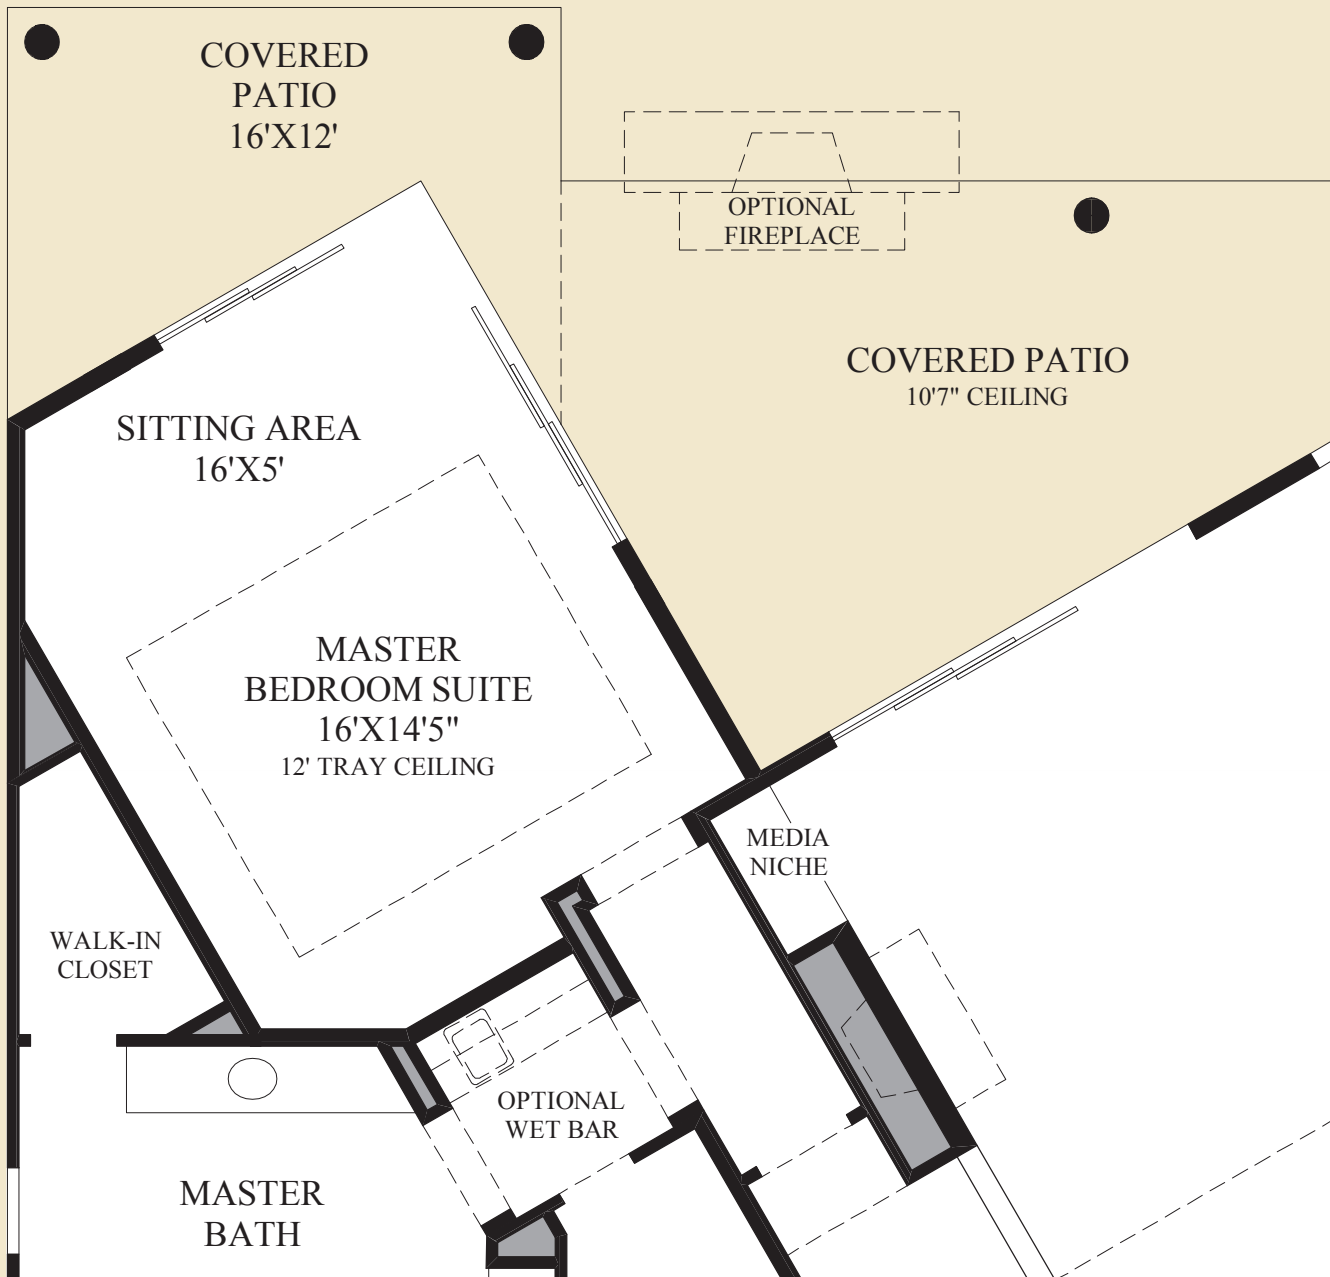 COVERED
PATIO
16'X12'
OPTIONAL
FIREPLACE
COVERED PATIO
10'7" CEILING
SITTING AREA
16'X5'
MASTER
BEDROOM SUITE
16'X14'5"
12' TRAY CEILING
MEDIA
NICHE
WALK-IN
CLOSET
OPTIONAL
WET BAR
MASTER
BATH